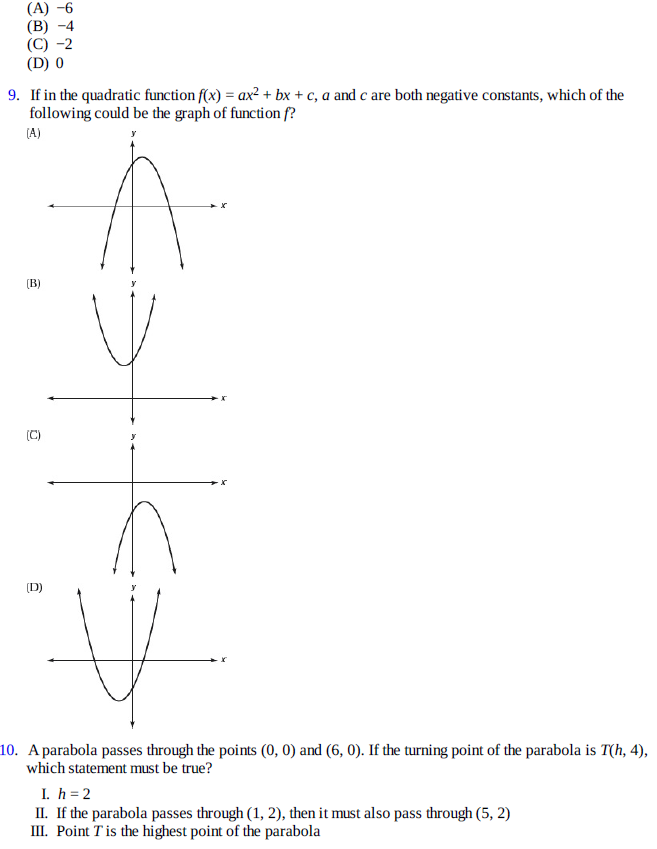 (A) −6
(B) −4
(C) −2
(D) 0
9. If in the quadratic function f(x) = ax² + bx + c, a and c are both negative constants, which of the
following could be the graph of function f?
(A)
y
x
(B)
y
x
(C)
y
x
(D)
y
x
10. A parabola passes through the points (0, 0) and (6, 0). If the turning point of the parabola is T(h, 4),
which statement must be true?
I. h = 2
II. If the parabola passes through (1, 2), then it must also pass through (5, 2)
III. Point T is the highest point of the parabola